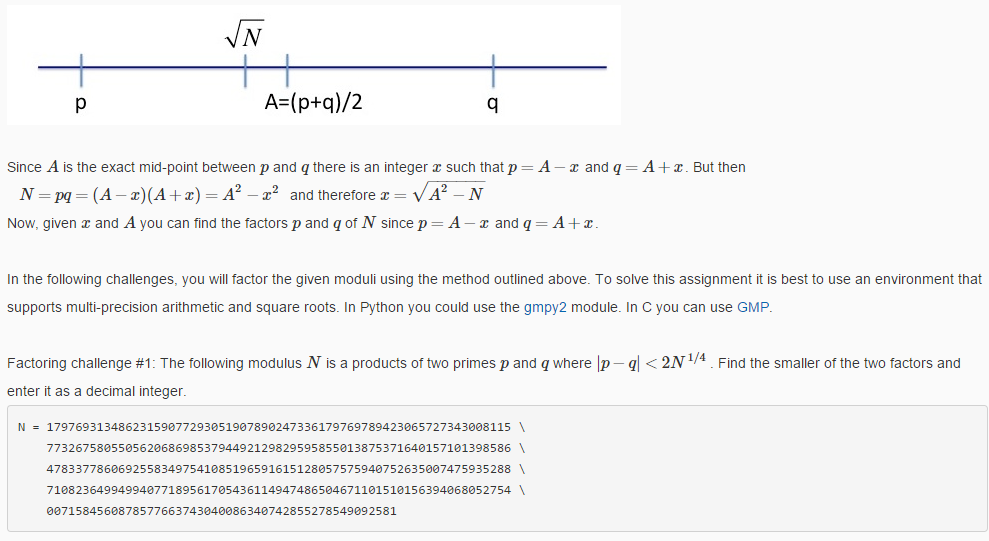 √N
p A=(p+q)/2 q
Since A is the exact mid-point between p and q there is an integer x such that p = A − x and q = A + x. But then
N = pq = (A − x)(A + x) = A² − x² and therefore x = √(A² − N)
Now, given x and A you can find the factors p and q of N since p = A − x and q = A + x.
In the following challenges, you will factor the given moduli using the method outlined above. To solve this assignment it is best to use an environment that
supports multi-precision arithmetic and square roots. In Python you could use the gmpy2 module. In C you can use GMP.
Factoring challenge #1: The following modulus N is a products of two primes p and q where |p − q| < 2N^1/4 . Find the smaller of the two factors and
enter it as a decimal integer.
N = 17976931348623159077293051907890247336179769789423065727343008115 \
77326758055056206869853794492129829595855013875371640157101398586 \
47833778606925583497541085196591615128057575940752635007475935288 \
71082364994994077189561705436114947486504671101510156394068052754 \
0071584560878577663743040086340742855278549092581